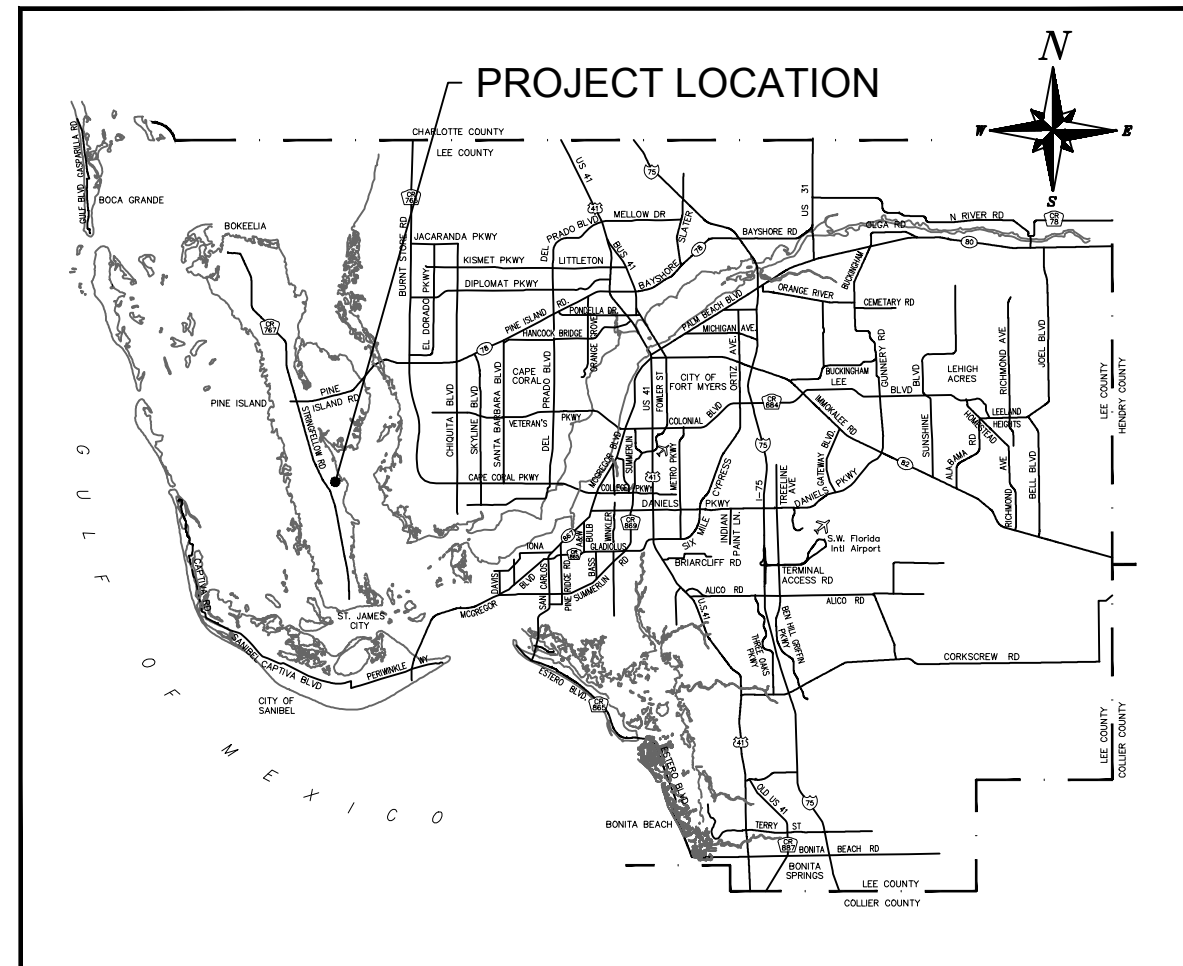 PROJECT LOCATION
N
W
E
S
CHARLOTTE COUNTY
LEE COUNTY
GULF BLVD GASPARILLA RD
BOCA GRANDE
BOKEELIA
CR
767
PINE ISLAND
PINE
ISLAND RD
STRINGFELLOW RD
ST. JAMES
CITY
CAPTIVA RD
SANIBEL CAPTIVA BLVD
PERIWINKLE WY
CITY OF
SANIBEL
GULF
OF
MEXICO
CR
765
BURNT STORE RD
JACARANDA PKWY
KISMET PKWY
LITTLETON
DIPLOMAT PKWY
EL DORADO PKWY
DEL
PRADO BLVD
US 41
41
BUS 41
MELLOW DR
SLATER
75
BAYSHORE
78
BAYSHORE RD
US 31
N RIVER RD
CR
78
OLGA RD
80
PINE ISLAND RD.
78
PONDELLA DR.
HANCOCK BRIDGE
ORANGE GROVE
PALM BEACH BLVD
MICHIGAN AVE.
ORTIZ AVE.
ORANGE RIVER
BUCKINGHAM
CEMETARY RD
GUNNERY RD
BUCKINGHAM
LEE
BLVD
BLVD
LEHIGH
ACRES
RICHMOND AVE
JOEL BLVD
LEE COUNTY
HENDRY COUNTY
CAPE
CORAL
CHIQUITA BLVD
SKYLINE BLVD
SANTA BARBARA BLVD
VETERAN'S
PKWY
DEL
PRADO BLVD
CAPE CORAL PKWY
CITY OF
FORT MYERS
US 41
FOWLER ST
COLONIAL
BLVD
CR
884
IMMOKALEE RD
82
SUNSHINE
HOMESTEAD
RD
ALABAMA
LEELAND
HEIGHTS
AVE
RICHMOND
BELL BLVD
MCGREGOR BLVD
SUMMERLIN
41
METRO PKWY
COLLEGE PKWY
CYPRESS
SIX MILE
75
I-75
TREELINE
AVE
GATEWAY BLVD.
DANIELS
PKWY
DANIELS
PKWY
INDIAN
PAINT LN.
S.W. Florida
Intl Airport
TERMINAL
ACCESS RD
BRIARCLIFF RD
867
CR
869
A&W
BULB
WINKLER
IONA
GLADIOLUS
DAVIS
BLVD
MCGREGOR
SAN CARLOS
PINE RIDGE RD
BASS
SUMMERLIN
RD
U.S. 41
ALICO RD
ALICO RD
THREE OAKS
PKWY
BEN HILL GRIFFIN
PKWY
CORKSCREW RD
ESTERO BLVD.
CR
865
ESTERO BLVD
BONITA BEACH
41
OLD US 41
75
TERRY ST
CR
887
BONITA BEACH RD
BONITA
SPRINGS
LEE COUNTY
COLLIER COUNTY
LEE COUNTY
COLLIER COUNTY